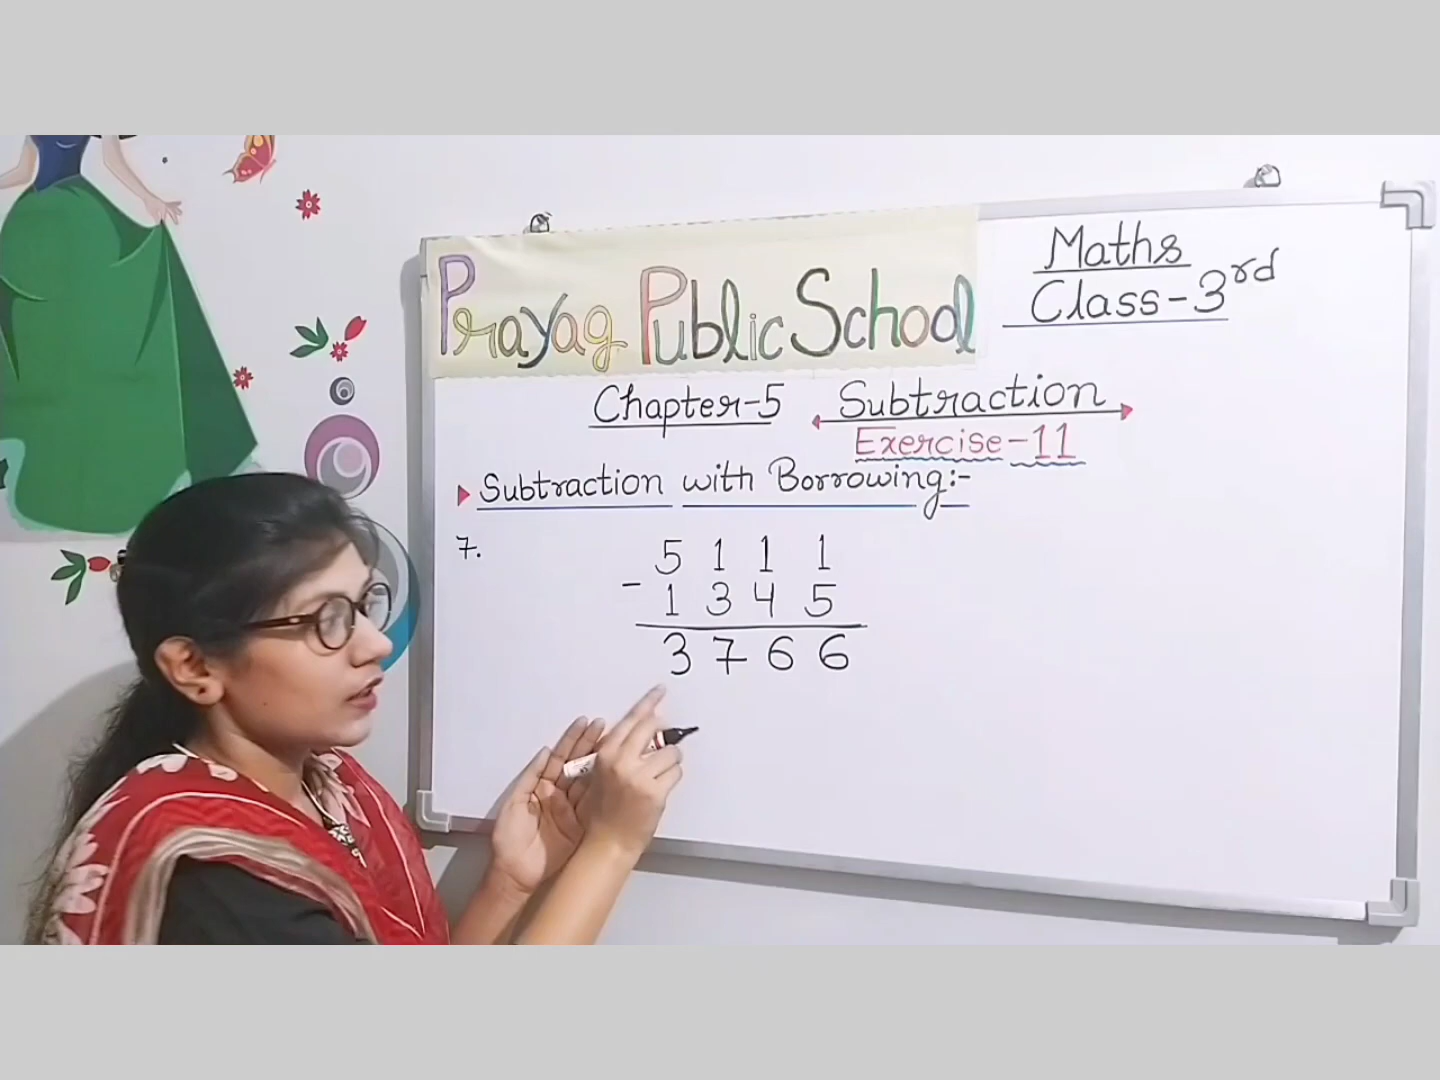 Prayag Public School
Maths
Class-3rd
Chapter-5 Subtraction
Exercise-11
Subtraction with Borrowing:-
7. 5 1 1 1
- 1 3 4 5
3 7 6 6